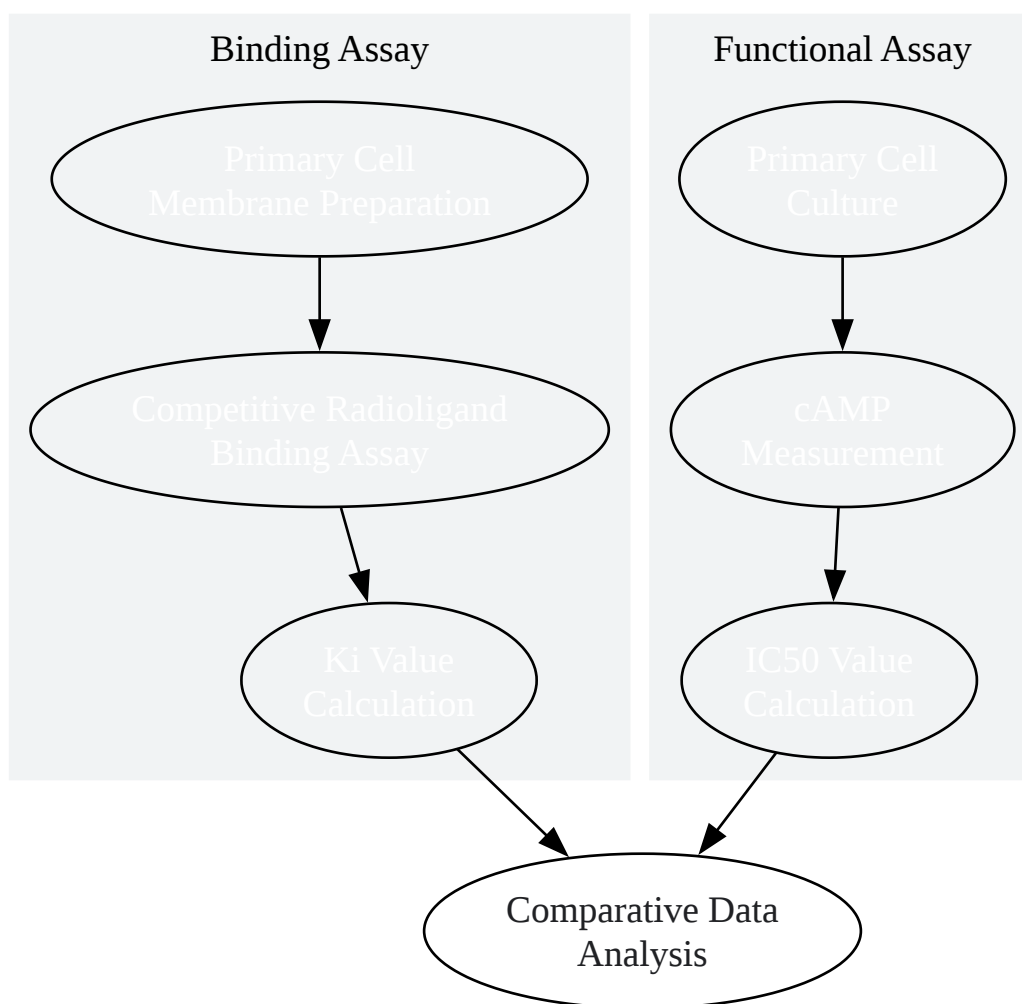 Binding Assay
Primary Cell
Membrane Preparation
Competitive Radioligand
Binding Assay
Ki Value
Calculation
Functional Assay
Primary Cell
Culture
cAMP
Measurement
IC50 Value
Calculation
Comparative Data
Analysis